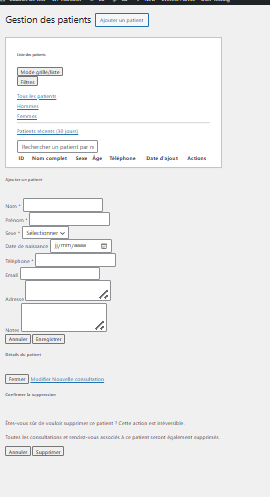 Gestion des patients
Ajouter un patient
Liste des patients
Mode grille/liste
Filtres
Tous les patients
Hommes
Femmes
Patients récents (30 jours)
Rechercher un patient par n
ID Nom complet Sexe Âge Téléphone Date d'ajout Actions
Ajouter un patient
Nom *
Prénom *
Sexe * Sélectionner
Date de naissance jj/mm/aaaa
Téléphone *
Email
Adresse
Notes
Annuler Enregistrer
Détails du patient
Fermer Modifier Nouvelle consultation
Confirmer la suppression
Êtes-vous sûr de vouloir supprimer ce patient ? Cette action est irréversible.
Toutes les consultations et rendez-vous associés à ce patient seront également supprimés.
Annuler Supprimer